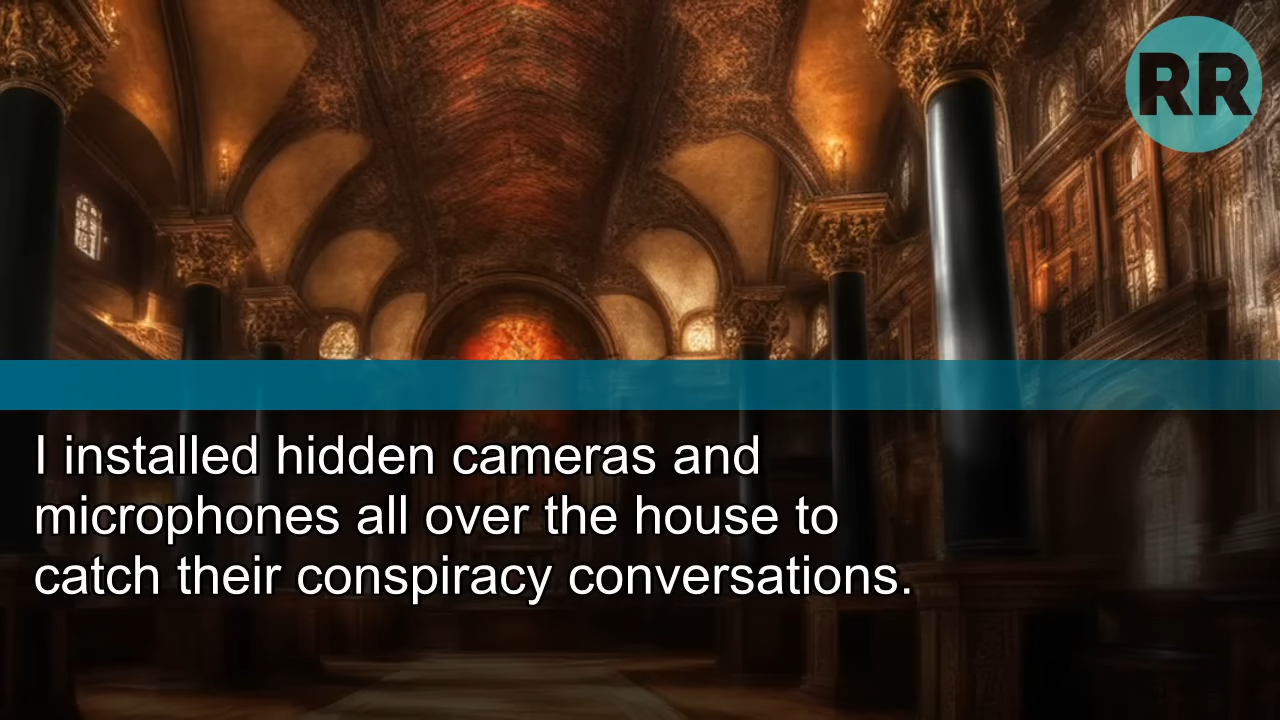 RR
I installed hidden cameras and
microphones all over the house to
catch their conspiracy conversations.